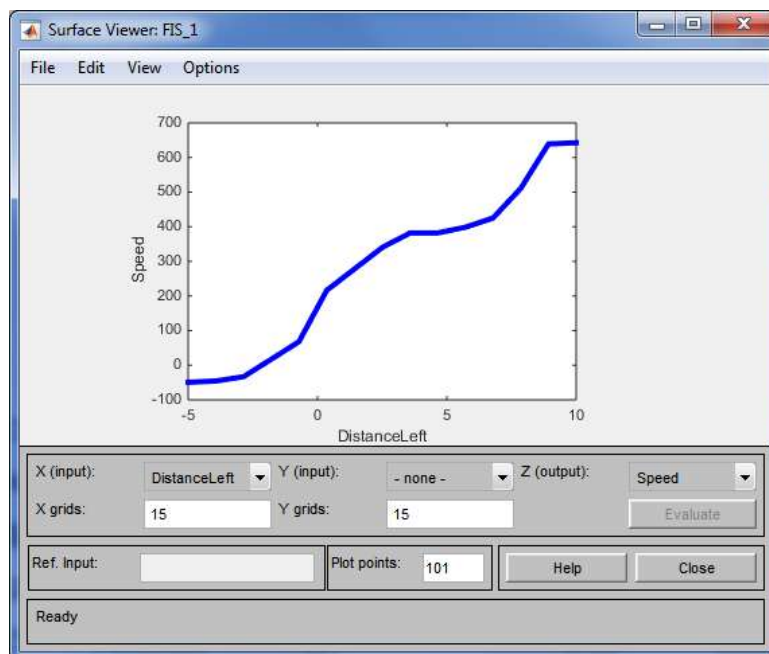 Surface Viewer: FIS_1
File Edit View Options
700
600
500
400
300
200
100
0
-100
Speed
-5 0 5 10
DistanceLeft
X (input): DistanceLeft Y (input): - none - Z (output): Speed
X grids: 15 Y grids: 15 Evaluate
Ref. Input: Plot points: 101 Help Close
Ready